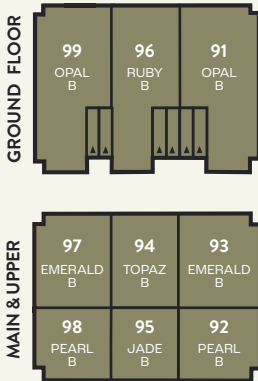 GROUND FLOOR
99
OPAL
B
96
RUBY
B
91
OPAL
B
MAIN & UPPER
97
EMERALD
B
94
TOPAZ
B
93
EMERALD
B
98
PEARL
B
95
JADE
B
92
PEARL
B